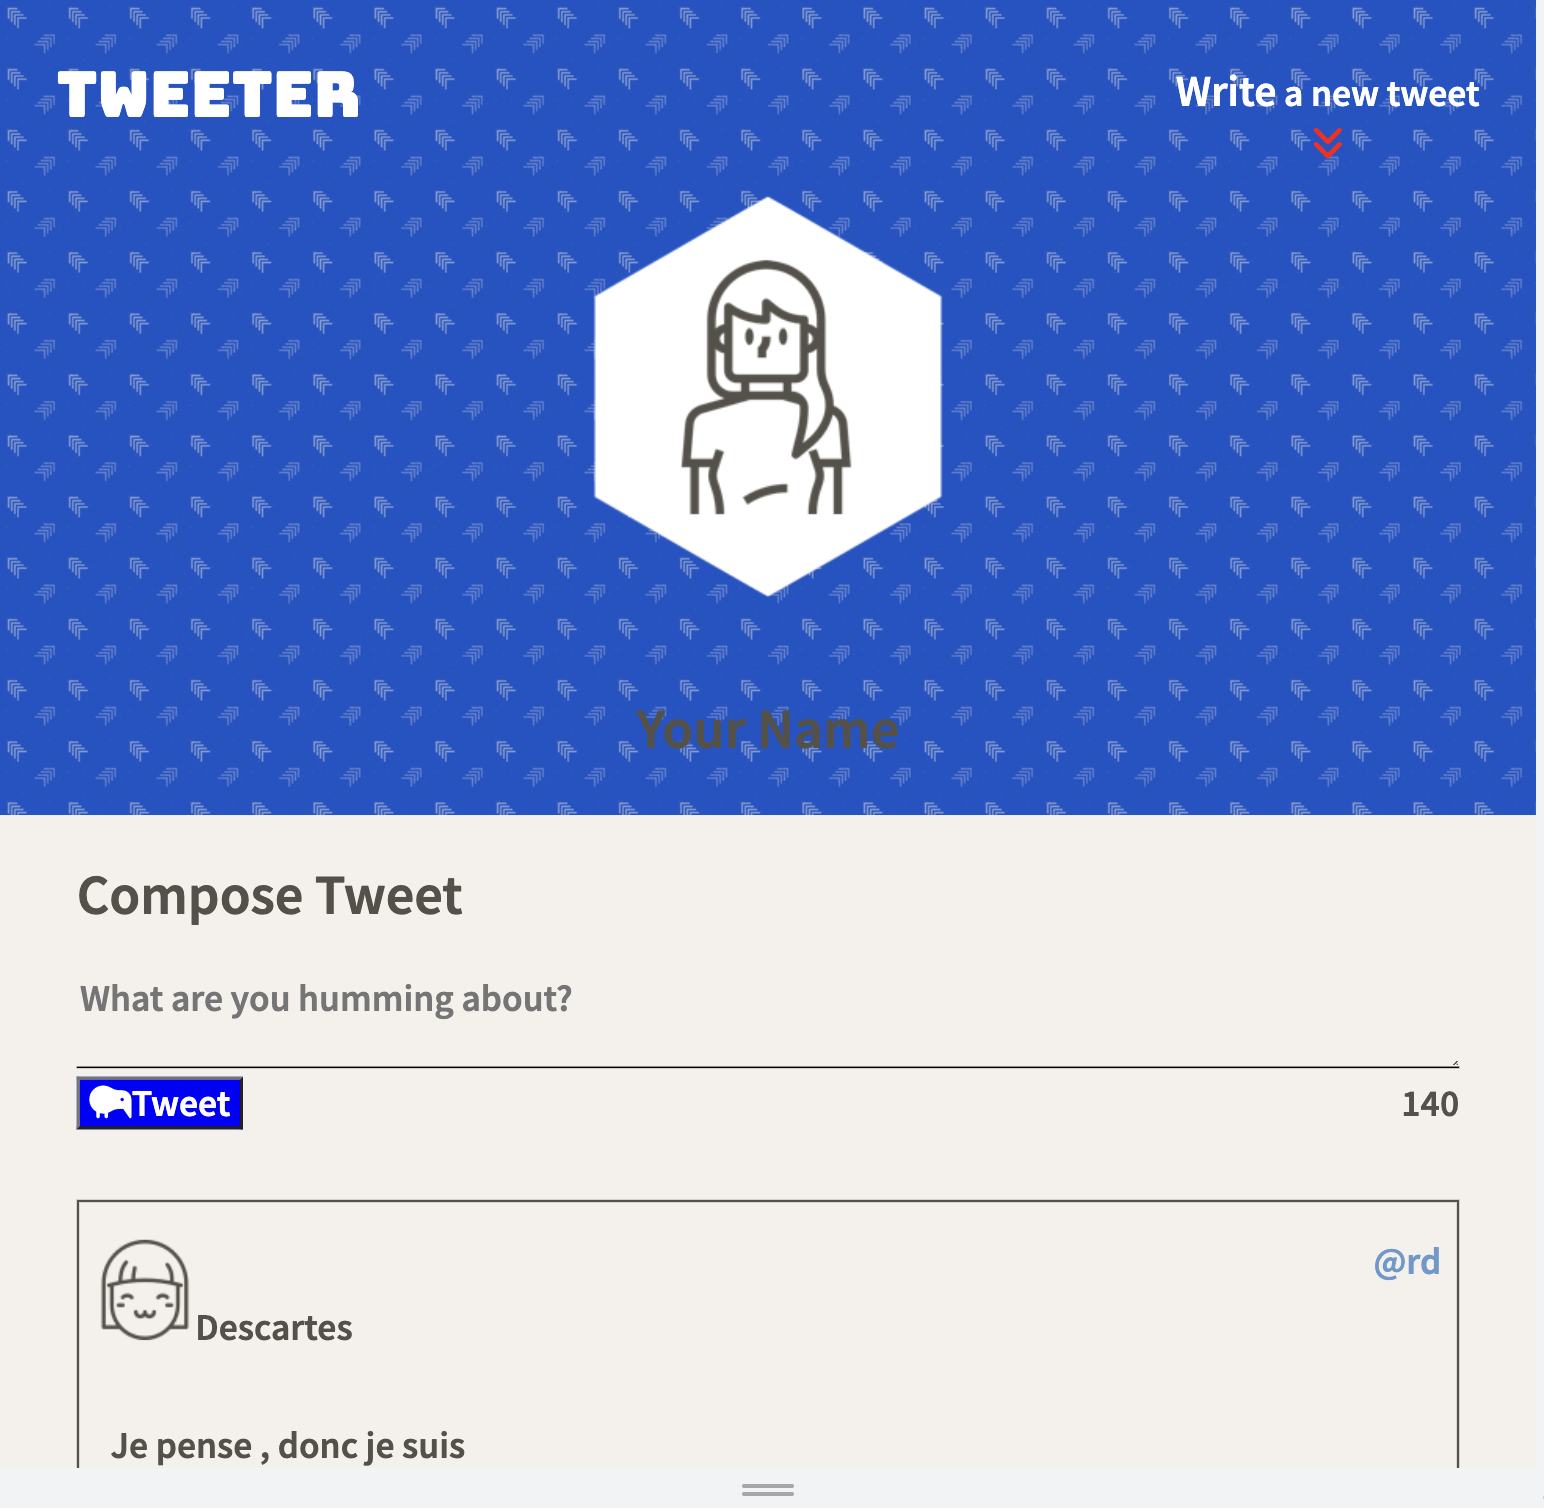 TWEETER
Write a new tweet
Your Name
Compose Tweet
What are you humming about?
Tweet
140
@rd
Descartes
Je pense , donc je suis